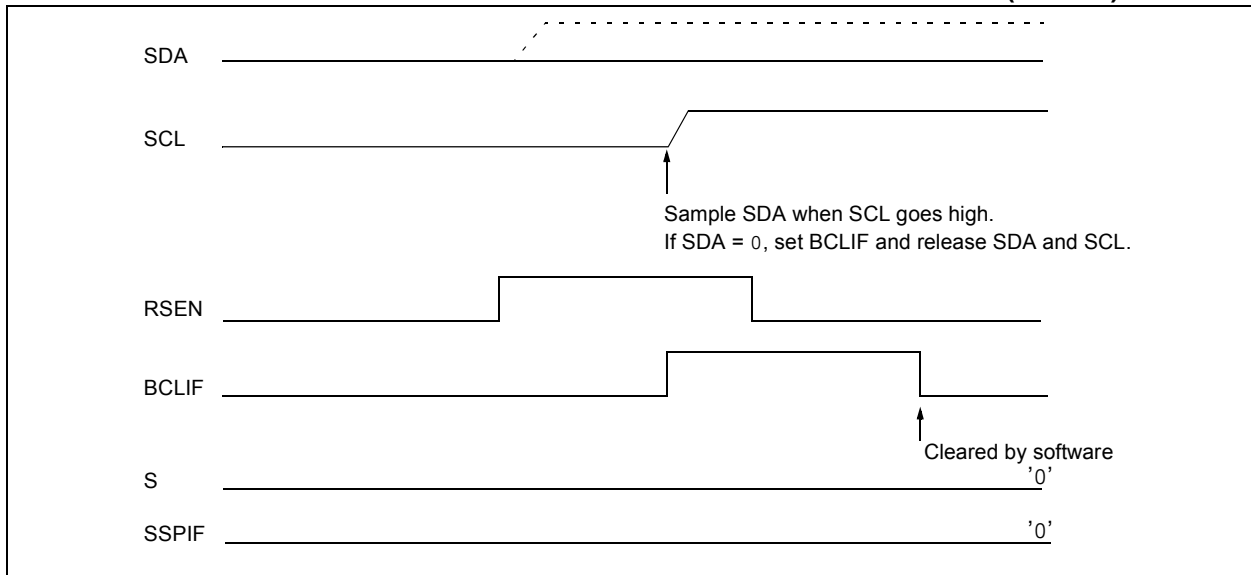 SDA
SCL
Sample SDA when SCL goes high.
If SDA = 0, set BCLIF and release SDA and SCL.
RSEN
BCLIF
Cleared by software
S '0'
SSPIF '0'